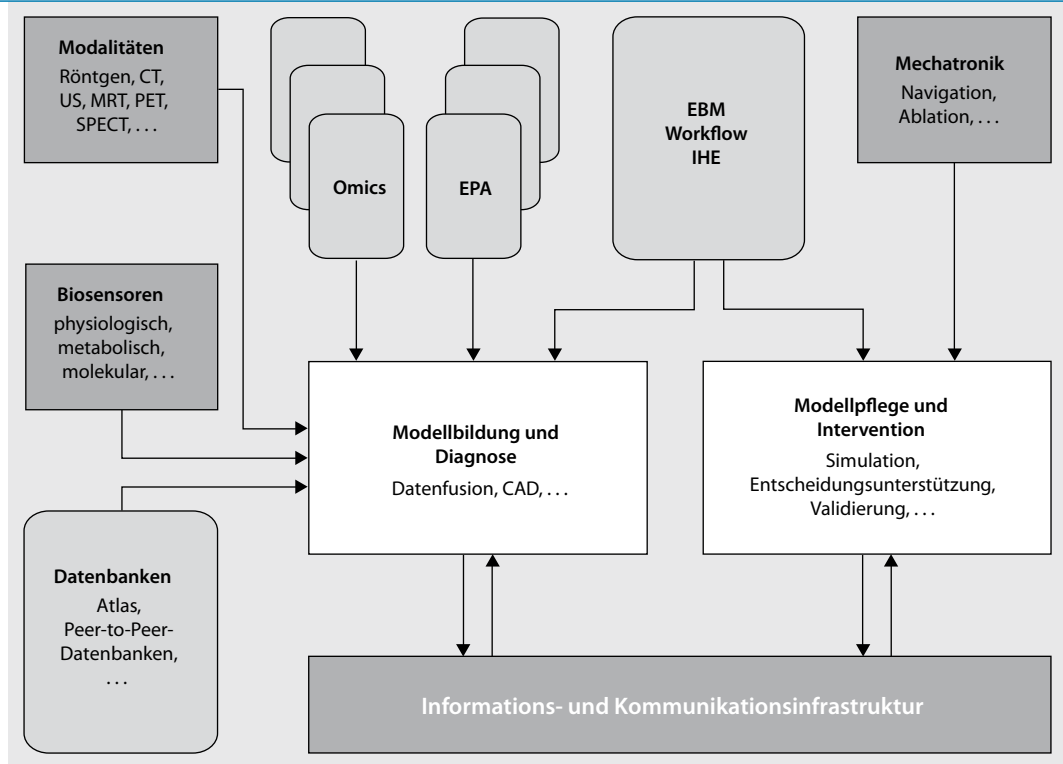 Modalitäten
Röntgen, CT,
US, MRT, PET,
SPECT, . . .
Omics
EPA
EBM
Workflow
IHE
Mechatronik
Navigation,
Ablation, . . .
Biosensoren
physiologisch,
metabolisch,
molekular, . . .
Modellbildung und
Diagnose
Datenfusion, CAD, . . .
Modellpflege und
Intervention
Simulation,
Entscheidungsunterstützung,
Validierung, . . .
Datenbanken
Atlas,
Peer-to-Peer-
Datenbanken,
. . .
Informations- und Kommunikationsinfrastruktur